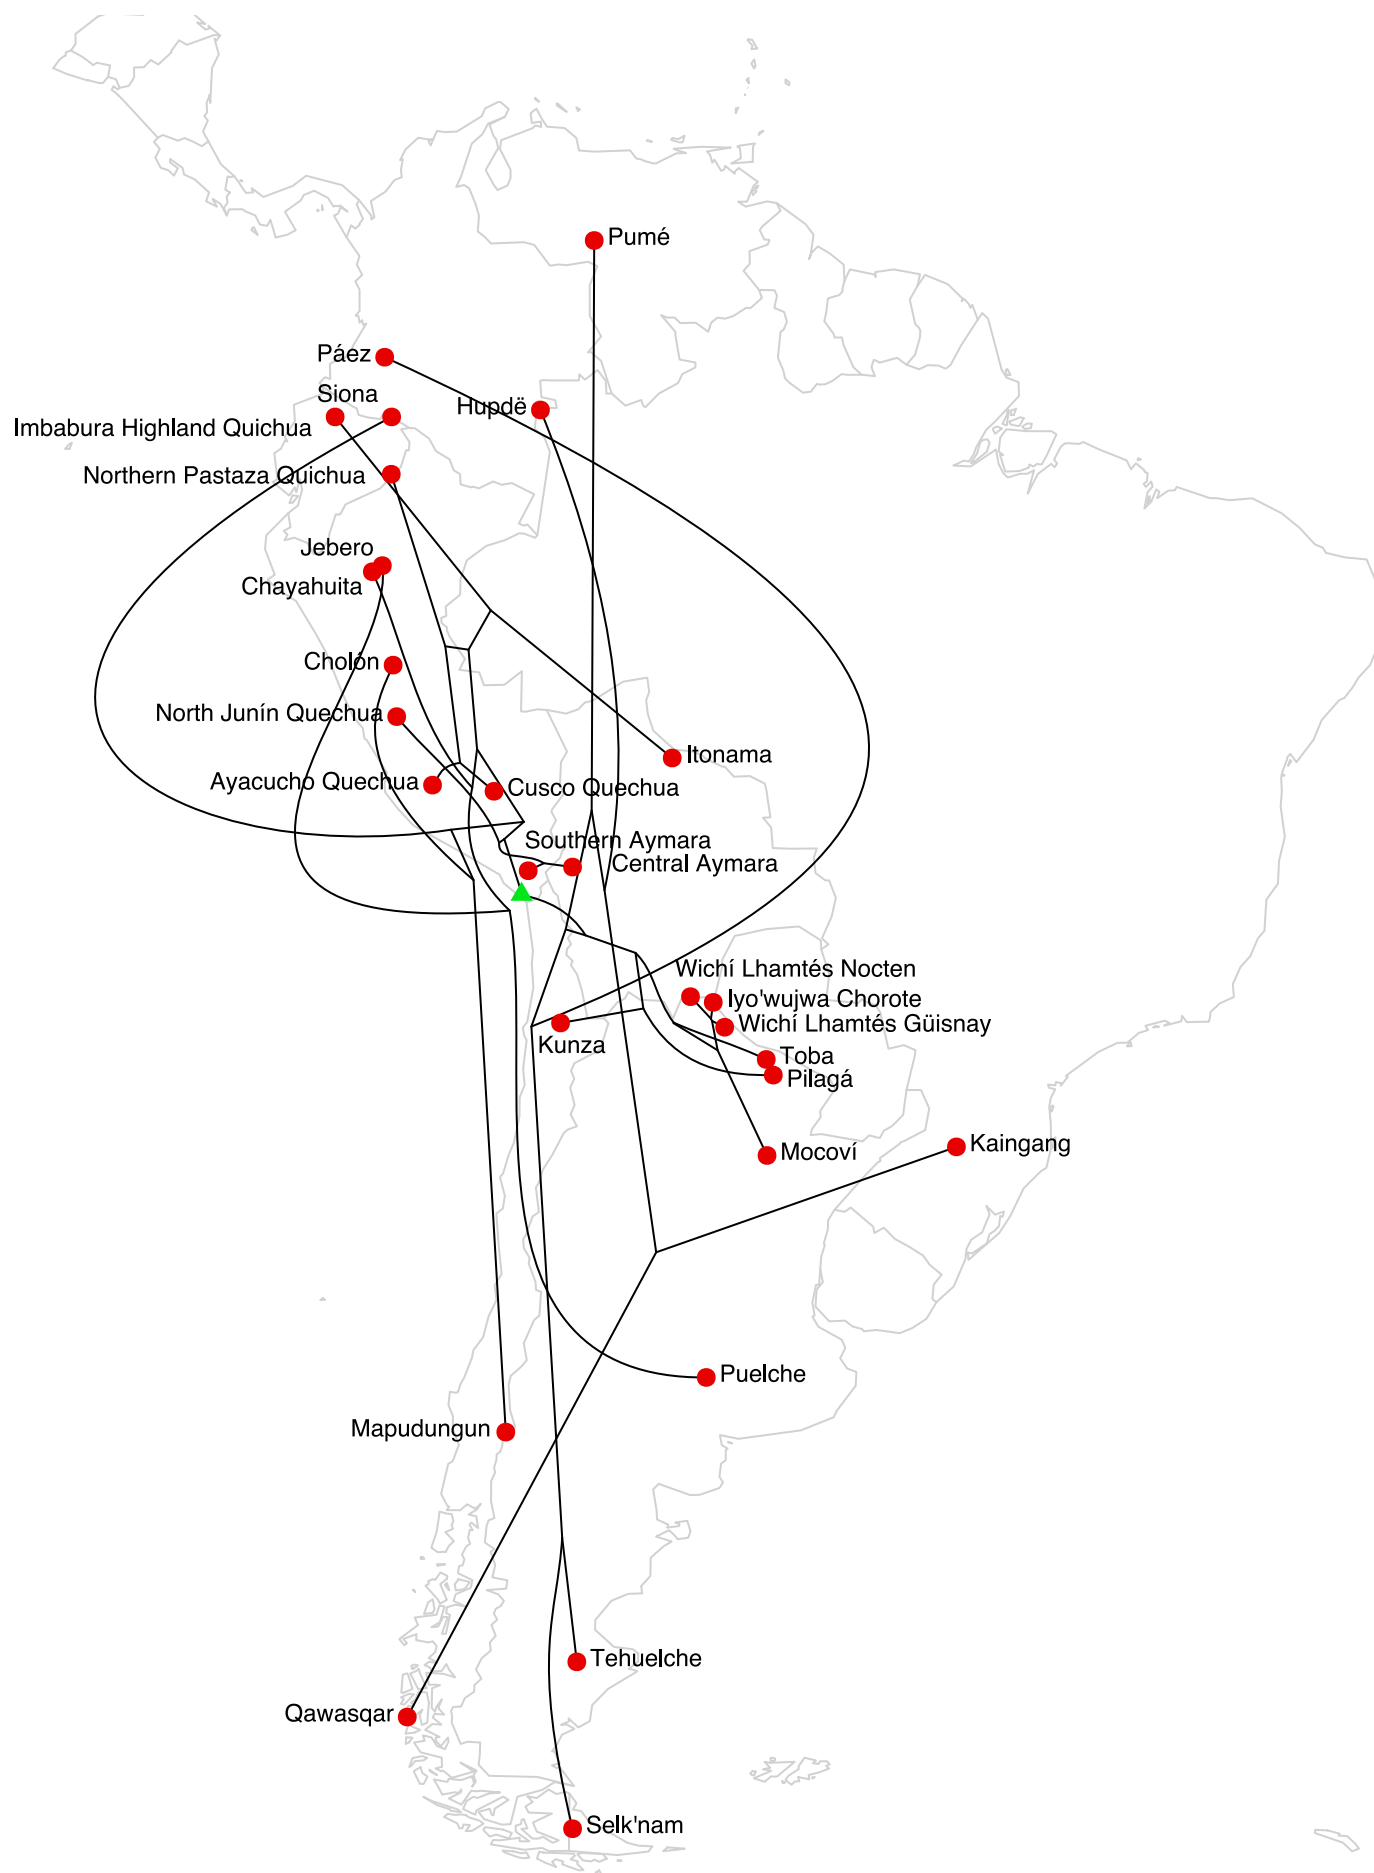 Pumé
Páez
Siona
Hupdë
Imbabura Highland Quichua
Northern Pastaza Quichua
Jebero
Chayahuita
Cholón
North Junín Quechua
Itonama
Ayacucho Quechua
Cusco Quechua
Southern Aymara
Central Aymara
Wichí Lhamtés Nocten
Iyo'wujwa Chorote
Wichí Lhamtés Güisnay
Kunza
Toba
Pilagá
Mocoví
Kaingang
Puelche
Mapudungun
Tehuelche
Qawasqar
Selk'nam